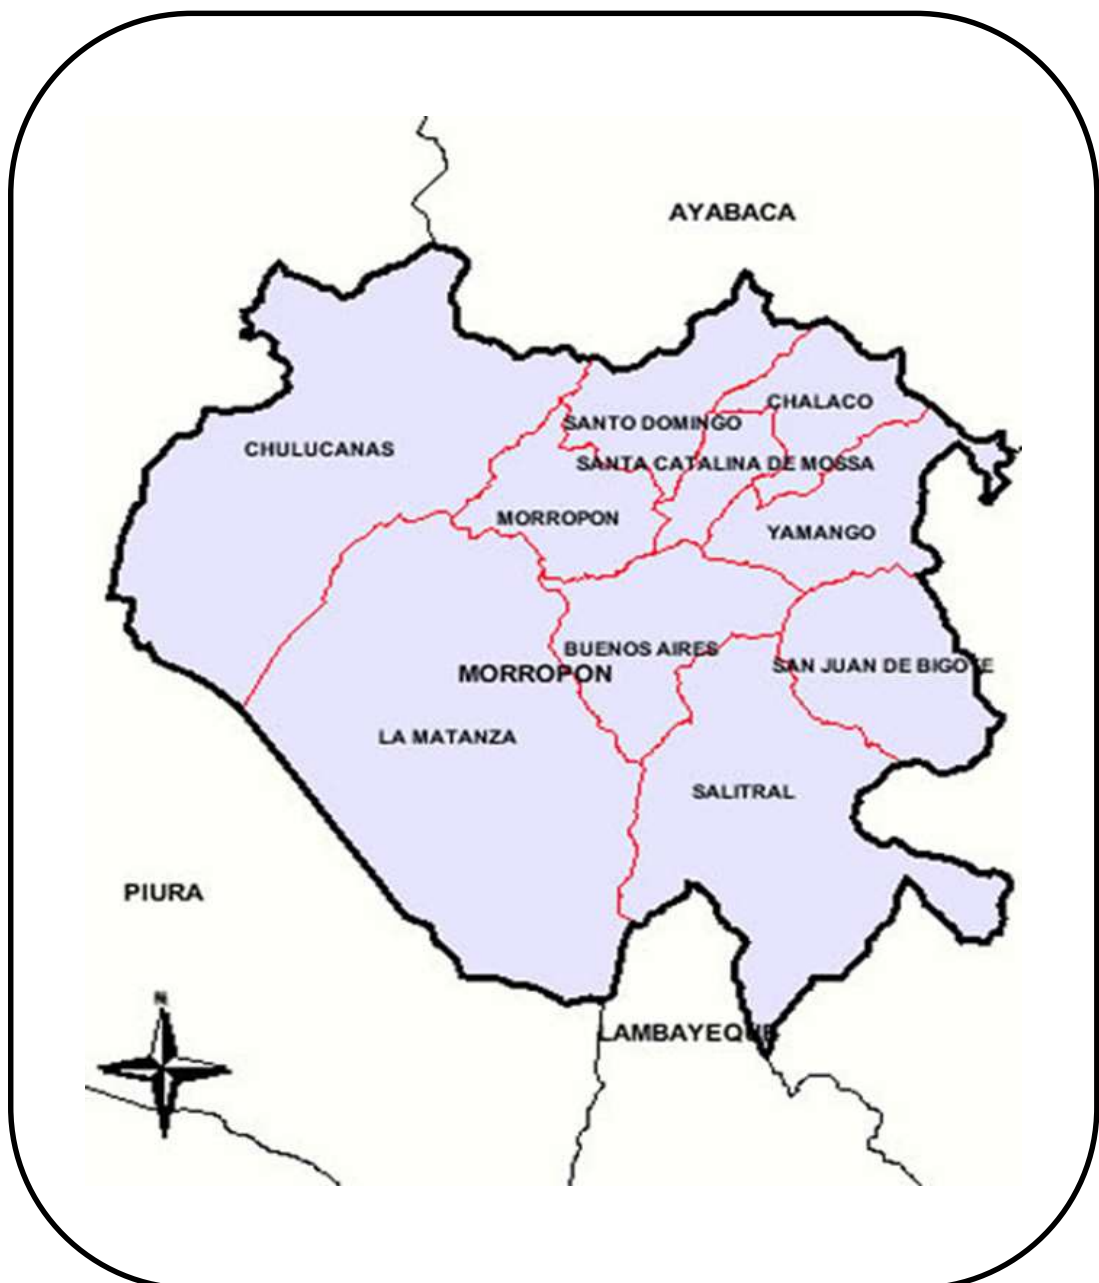 AYABACA
CHALACO
SANTO DOMINGO
CHULUCANAS
SANTA CATALINA DE MOSSA
MORROPON
YAMANGO
BUENOS AIRES
SAN JUAN DE BIGOTE
MORROPON
LA MATANZA
SALITRAL
PIURA
N
LAMBAYEQUE